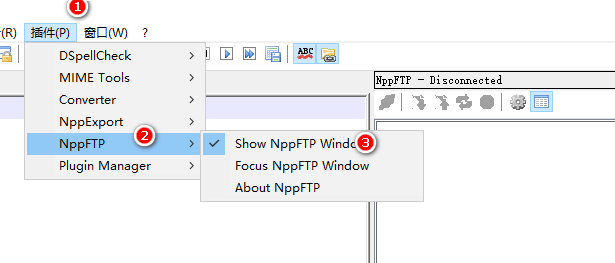 1
(R) 插件(P) 窗口(W) ?
ABC
DSpellCheck
MIME Tools
Converter
NppExport
NppFTP 2
Plugin Manager
Show NppFTP Window 3
Focus NppFTP Window
About NppFTP
NppFTP - Disconnected